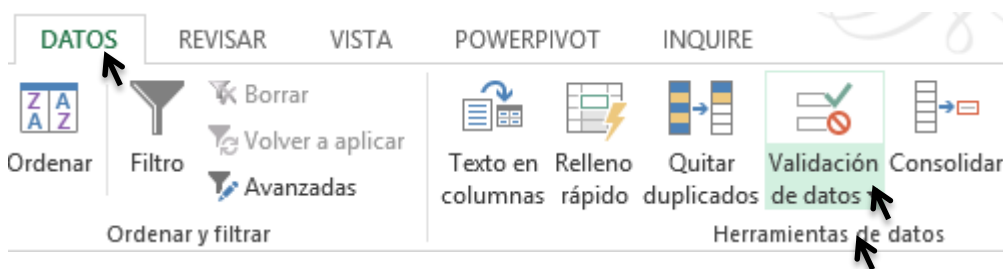 DATOS REVISAR VISTA POWERPIVOT INQUIRE
Z A
A Z
Ordenar
Filtro
Borrar
Volver a aplicar
Avanzadas
Texto en
columnas
Relleno
rápido
Quitar
duplicados
Validación
de datos
Consolidar
Ordenar y filtrar
Herramientas de datos